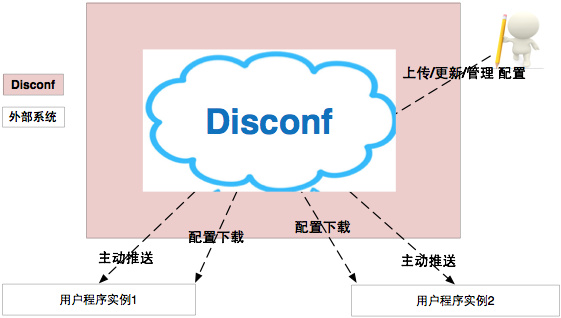 上传/更新/管理 配置
Disconf
外部系统
Disconf
配置下载
配置下载
主动推送
主动推送
用户程序实例1
用户程序实例2